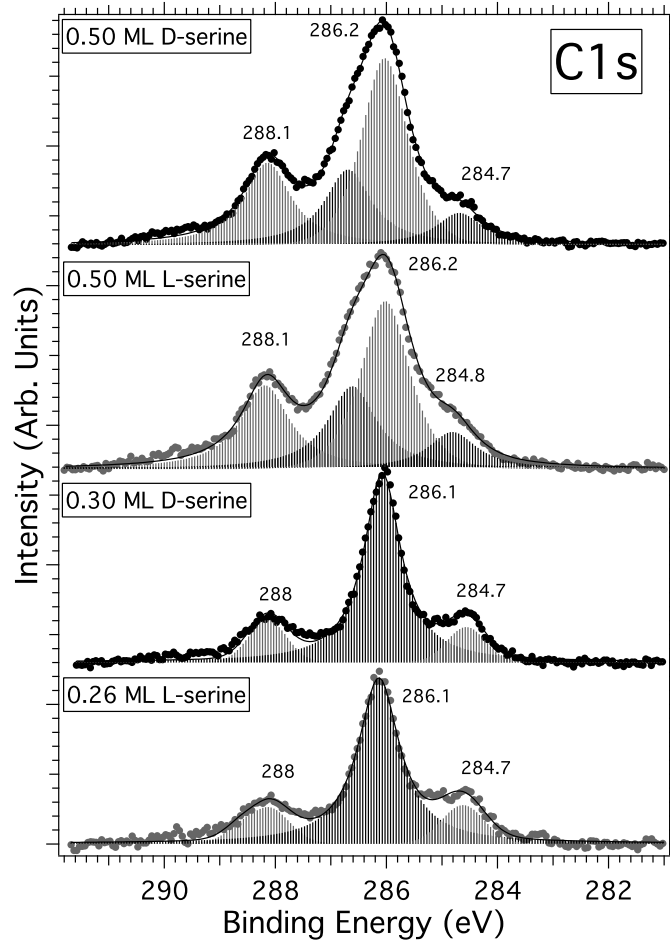 0.50 ML D-serine
286.2
C1s
288.1
284.7
0.50 ML L-serine
286.2
288.1
284.8
0.30 ML D-serine
286.1
288
284.7
0.26 ML L-serine
286.1
288
284.7
Intensity (Arb. Units)
290 288 286 284 282
Binding Energy (eV)